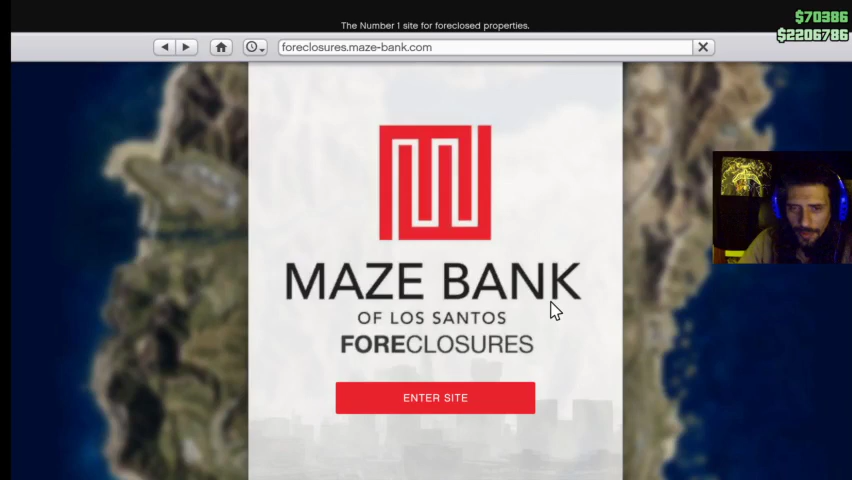 The Number 1 site for foreclosed properties.
$70386
$2206786
foreclosures.maze-bank.com
MAZE BANK
OF LOS SANTOS
FORECLOSURES
ENTER SITE